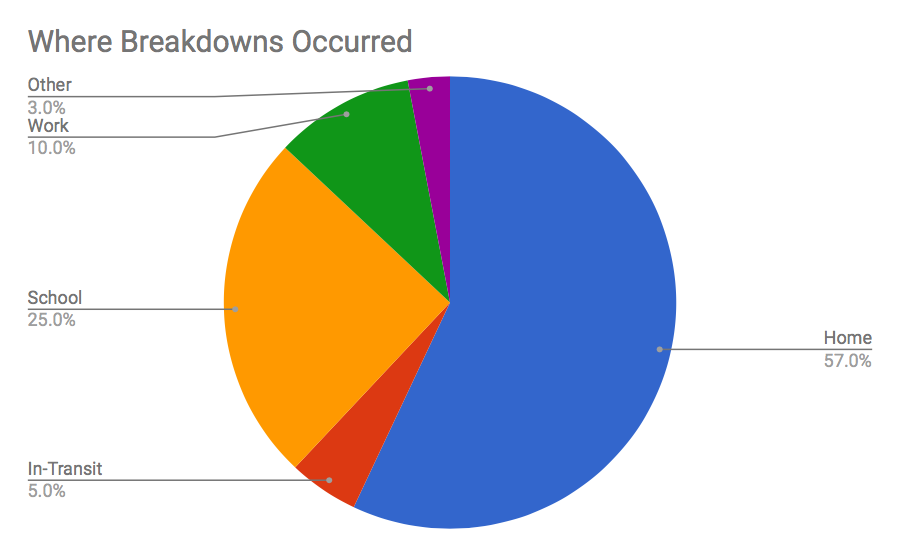 Where Breakdowns Occurred
Other
3.0%
Work
10.0%
School
25.0%
Home
57.0%
In-Transit
5.0%